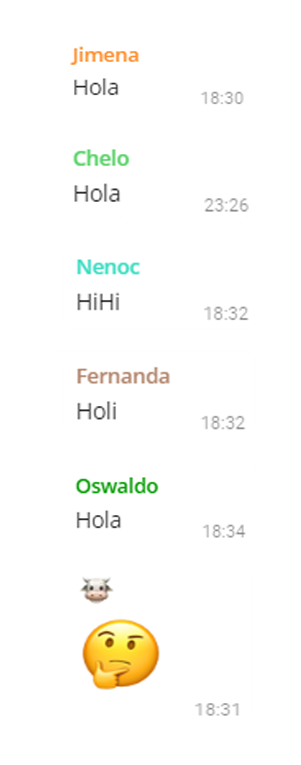 Jimena
Hola
18:30
Chelo
Hola
23:26
Nenoc
HiHi
18:32
Fernanda
Holi
18:32
Oswaldo
Hola
18:34
🐮
🤔
18:31